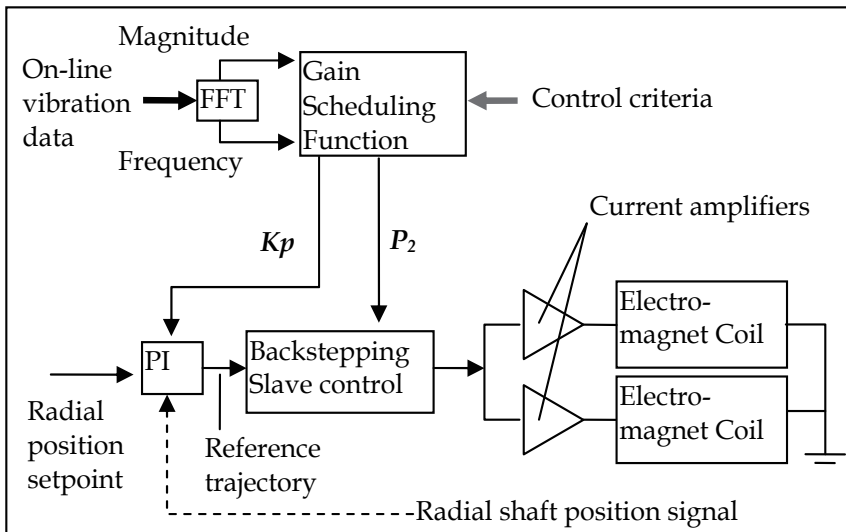 Magnitude
On-line
vibration
data
FFT
Frequency
Gain
Scheduling
Function
Control criteria
Kp
P₂
Current amplifiers
PI
Backstepping
Slave control
Electro-
magnet Coil
Electro-
magnet Coil
Radial
position
setpoint
Reference
trajectory
Radial shaft position signal